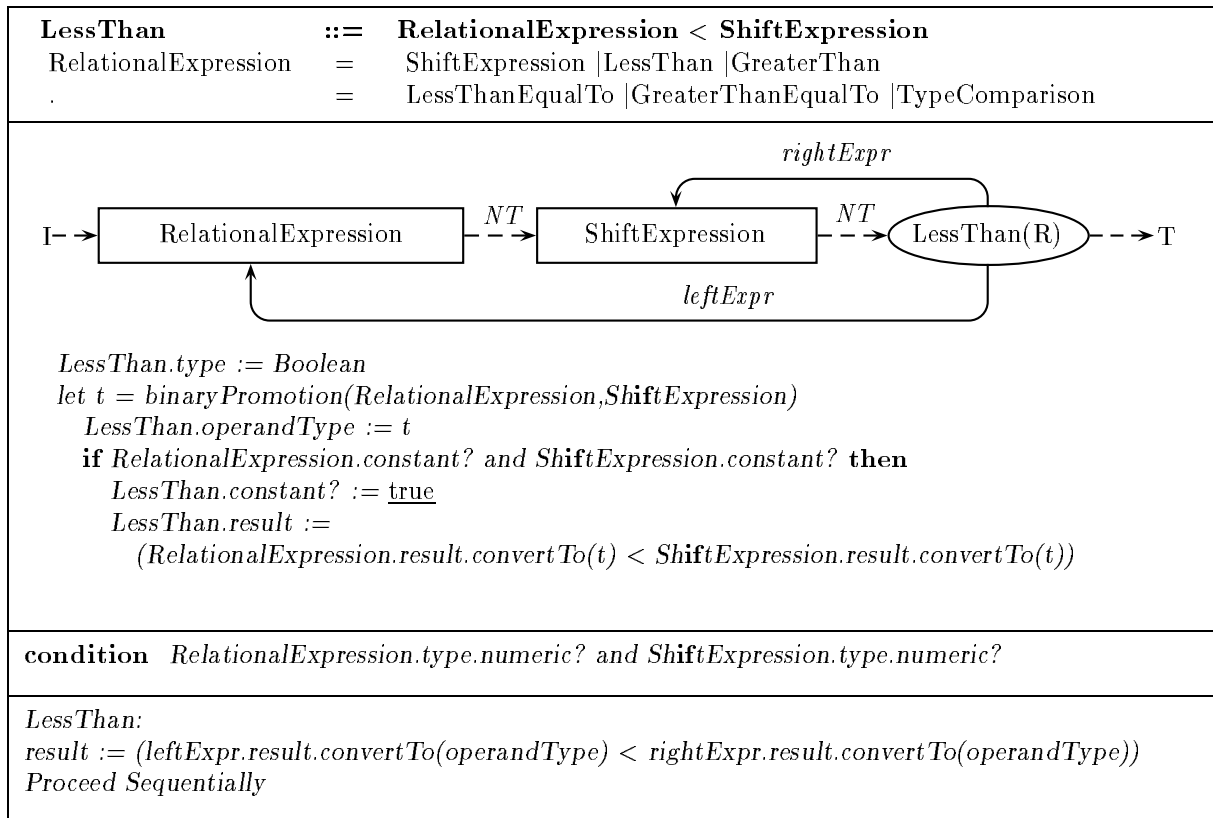 LessThan ::= RelationalExpression < ShiftExpression
RelationalExpression = ShiftExpression |LessThan |GreaterThan
. = LessThanEqualTo |GreaterThanEqualTo |TypeComparison
rightExpr
I RelationalExpression NT ShiftExpression NT LessThan(R) T
leftExpr
LessThan.type := Boolean
let t = binaryPromotion(RelationalExpression,ShiftExpression)
LessThan.operandType := t
if RelationalExpression.constant? and ShiftExpression.constant? then
LessThan.constant? := true
LessThan.result :=
(RelationalExpression.result.convertTo(t) < ShiftExpression.result.convertTo(t))
condition RelationalExpression.type.numeric? and ShiftExpression.type.numeric?
LessThan:
result := (leftExpr.result.convertTo(operandType) < rightExpr.result.convertTo(operandType))
Proceed Sequentially